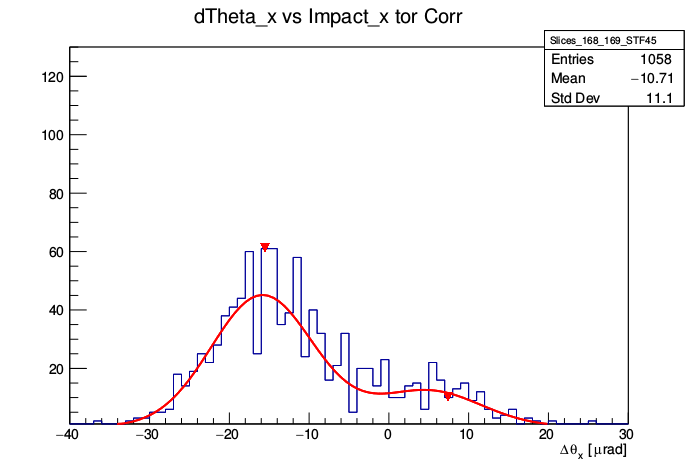 dTheta_x vs Impact_x tor Corr
Slices_168_169_STF45
Entries 1058
Mean −10.71
Std Dev 11.1
120
100
80
60
40
20
−40 −30 −20 −10 0 10 20 30
Δθx [μrad]